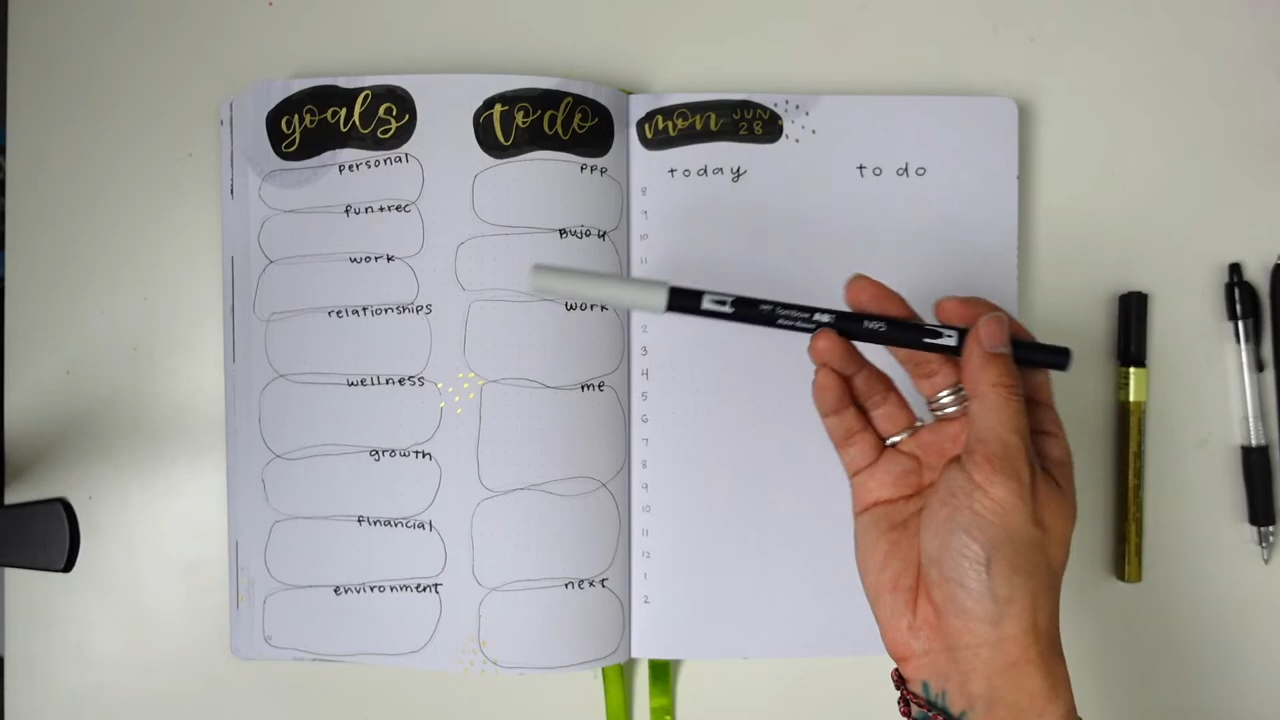 goals
personal
fun+rec
work
relationships
wellness
growth
financial
environment
to do
PPP
BUJO
work
me
next
mon JUN 28
today
to do
8
9
10
11
2
3
4
5
6
7
8
9
10
11
12
1
2
Tombow
N95